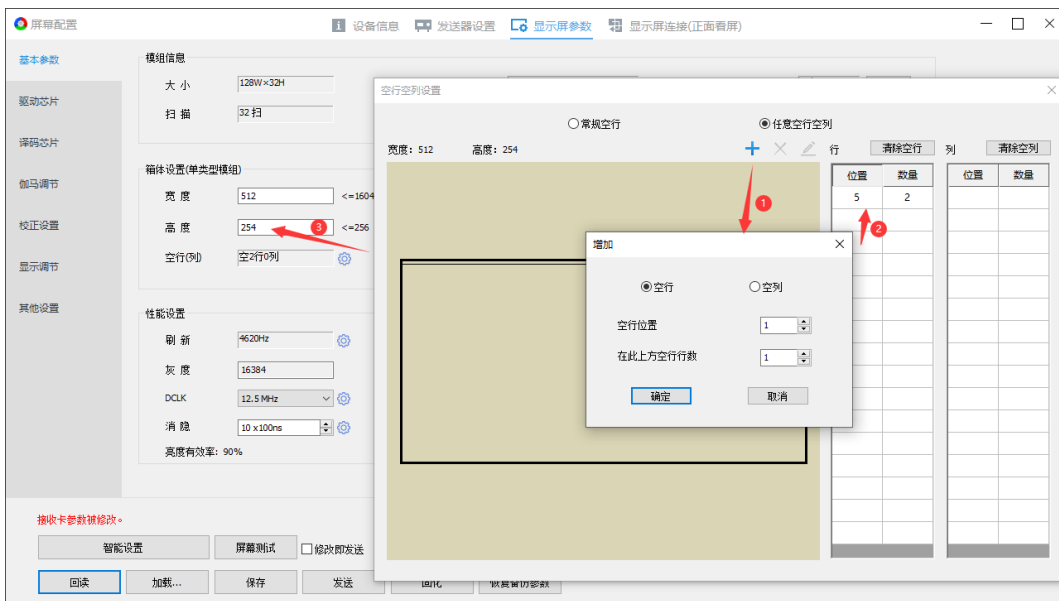 屏幕配置
设备信息 发送器设置 显示屏参数 显示屏连接(正面看屏)
基本参数
驱动芯片
译码芯片
伽马调节
校正设置
显示调节
其他设置
模组信息
大 小 128W×32H
扫 描 32扫
箱体设置(单类型模组)
宽 度 512 <=1604
高 度 254 3 <=256
空行(列) 空2行0列
性能设置
刷 新 4620Hz
灰 度 16384
DCLK 12.5 MHz
消 隐 10 x100ns
亮度有效率: 90%
接收卡参数被修改。
智能设置 屏幕测试 修改即发送
回读 加载... 保存 发送 固化 恢复备份参数
空行空列设置
常规空行 任意空行空列
宽度: 512 高度: 254
行 清除空行 列 清除空列
位置 数量 位置 数量
5 2
1
2
增加
空行 空列
空行位置 1
在此上方空行行数 1
确定 取消